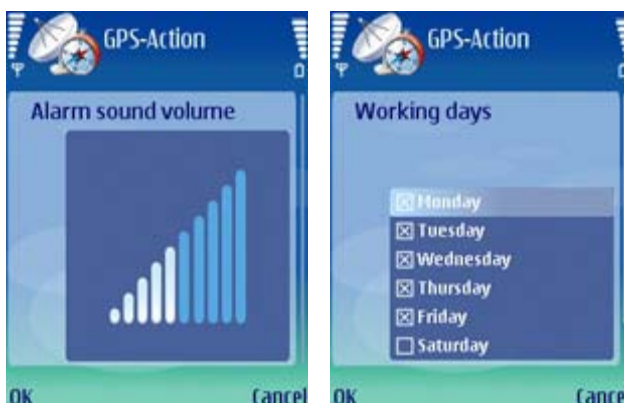 GPS-Action
Alarm sound volume
OK Cancel
GPS-Action
Working days
Monday
Tuesday
Wednesday
Thursday
Friday
Saturday
OK Cance